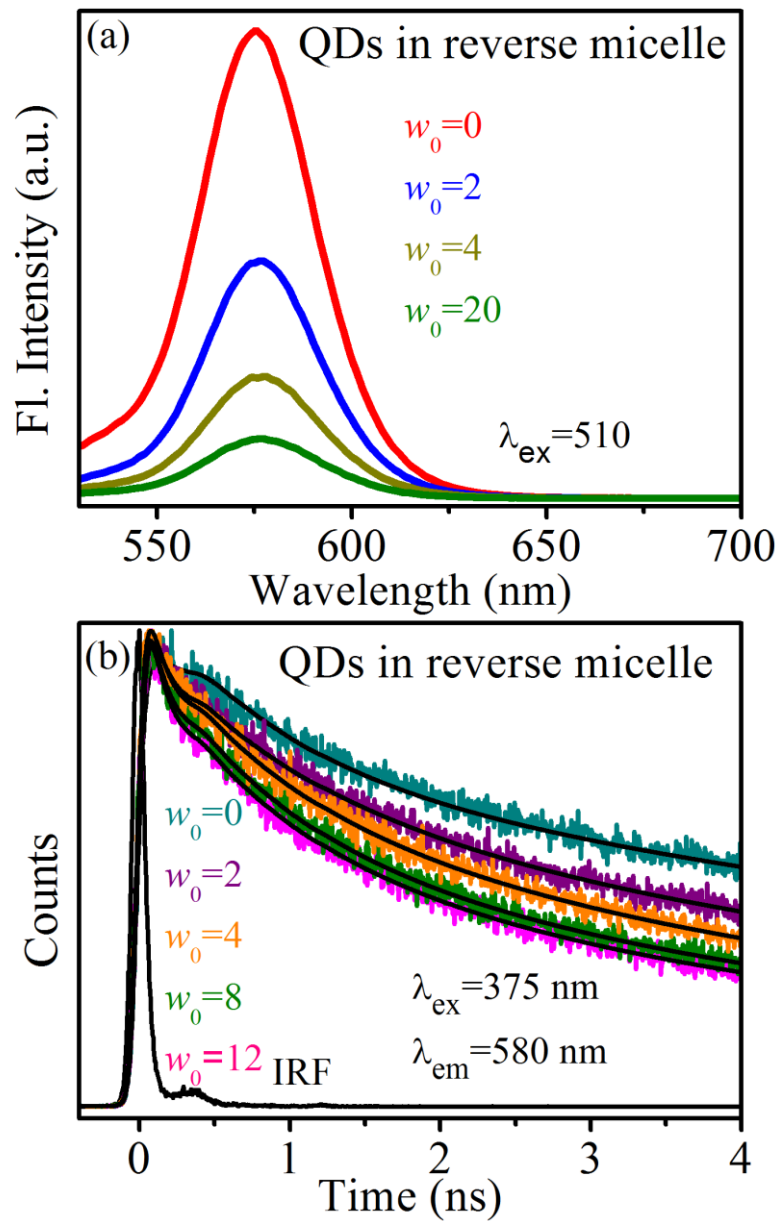 (a) QDs in reverse micelle
w₀=0
w₀=2
w₀=4
w₀=20
λex=510
Fl. Intensity (a.u.)
550 600 650 700
Wavelength (nm)
(b) QDs in reverse micelle
w₀=0
w₀=2
w₀=4
w₀=8
w₀=12
IRF
λex=375 nm
λem=580 nm
Counts
0 1 2 3 4
Time (ns)